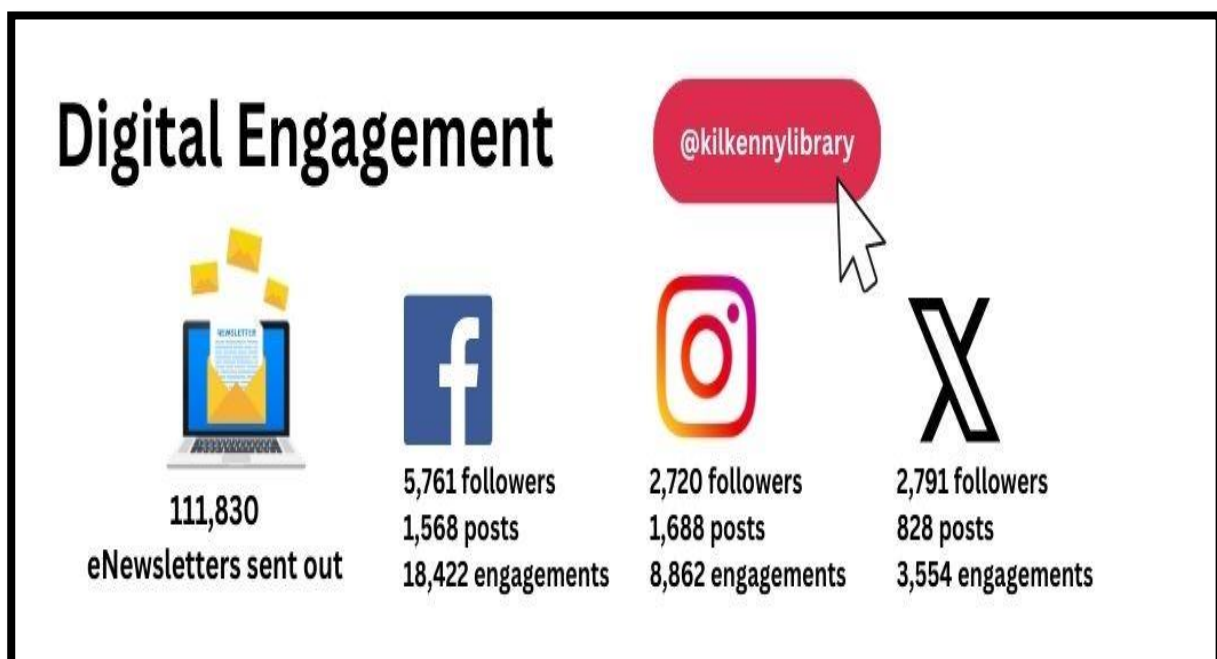 Digital Engagement
@kilkennylibrary
NEWSLETTER
111,830
eNewsletters sent out
5,761 followers
1,568 posts
18,422 engagements
2,720 followers
1,688 posts
8,862 engagements
2,791 followers
828 posts
3,554 engagements